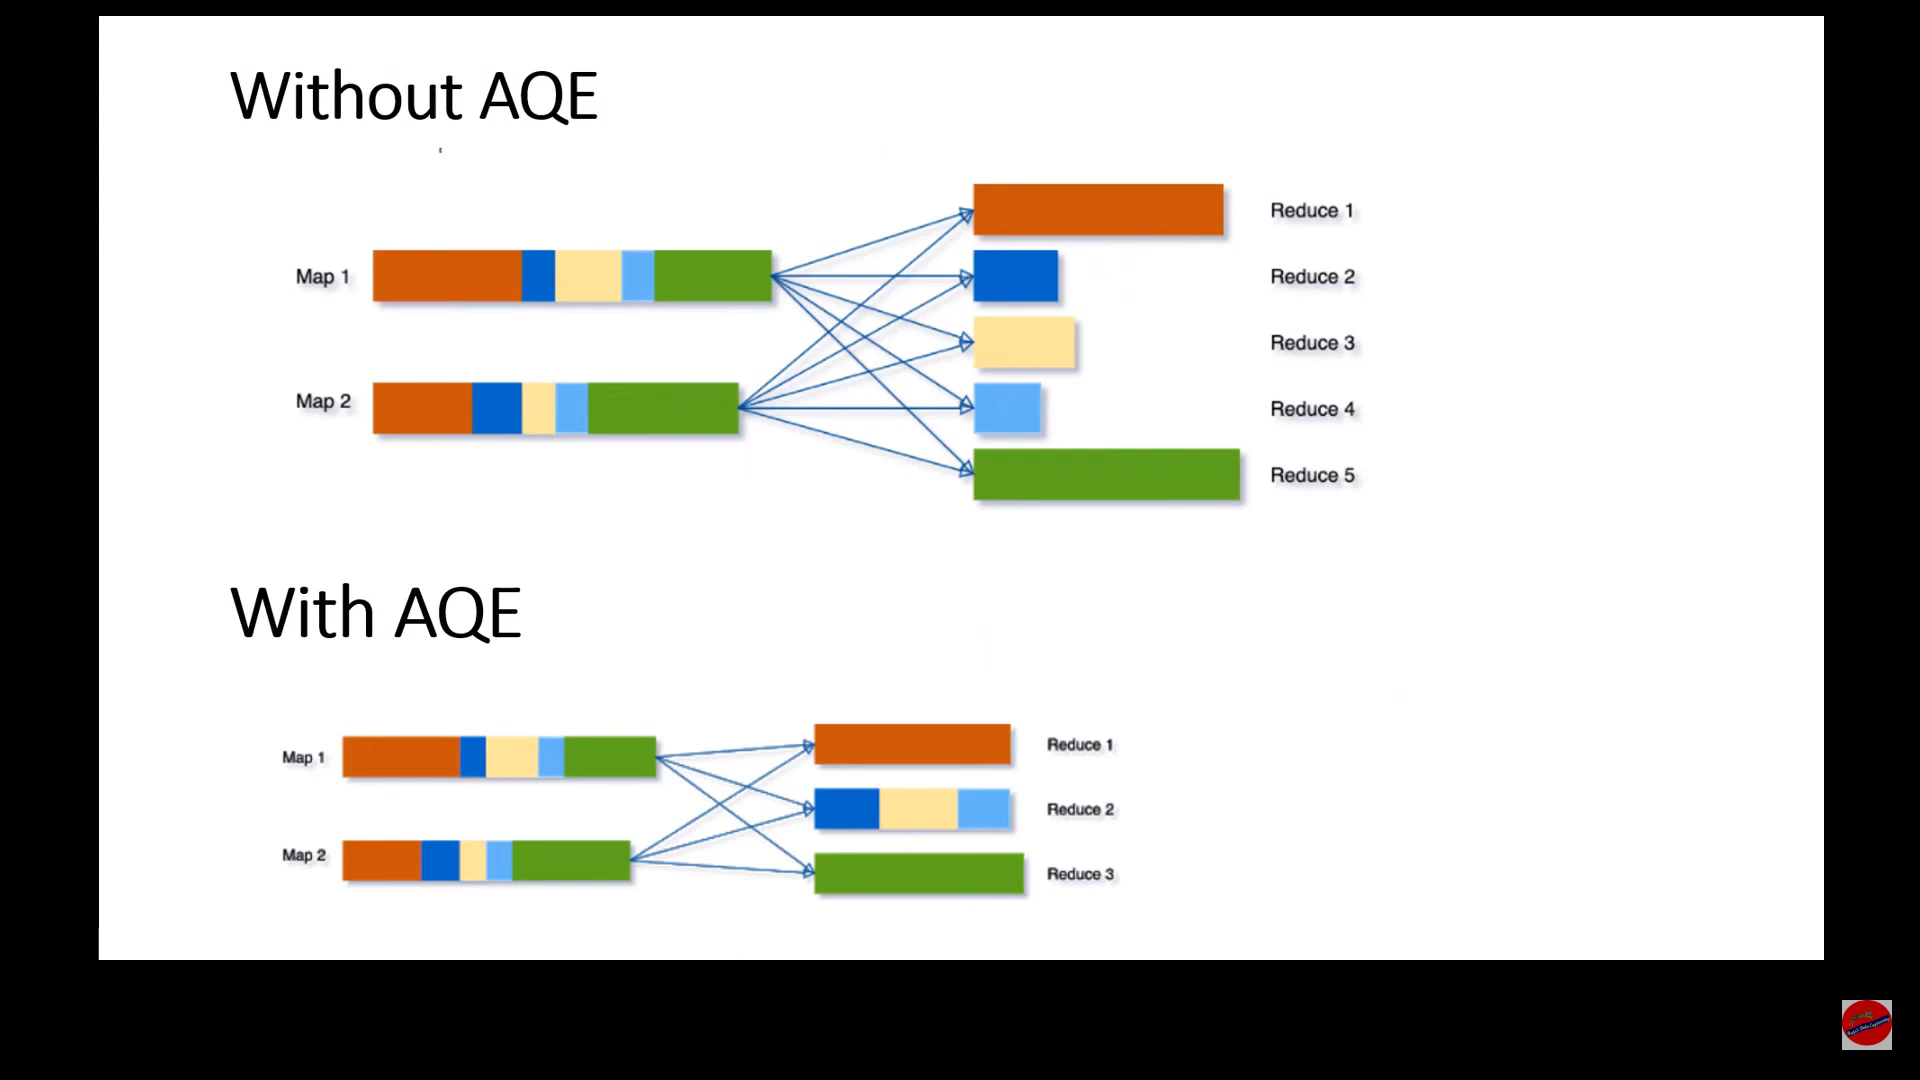 Without AQE
Map 1
Map 2
Reduce 1
Reduce 2
Reduce 3
Reduce 4
Reduce 5
With AQE
Map 1
Map 2
Reduce 1
Reduce 2
Reduce 3